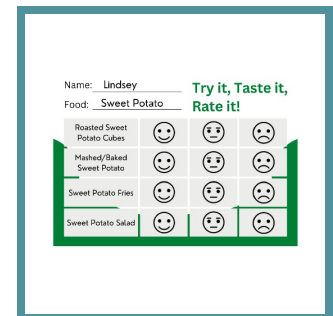 Name: Lindsey
Try it, Taste it,
Food: Sweet Potato
Rate it!
Roasted Sweet
Potato Cubes
Mashed/Baked
Sweet Potato
Sweet Potato Fries
Sweet Potato Salad